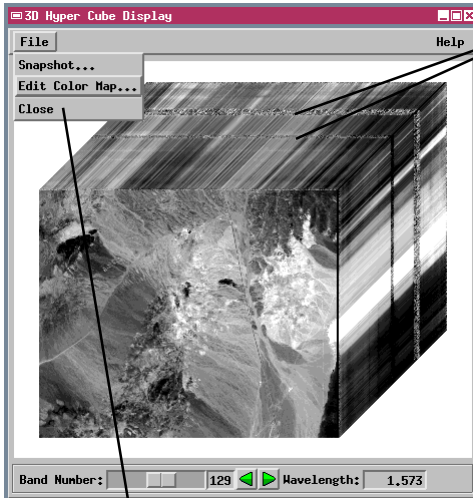 3D Hyper Cube Display
File Help
Snapshot...
Edit Color Map...
Close
Band Number: 129 Wavelength: 1.573